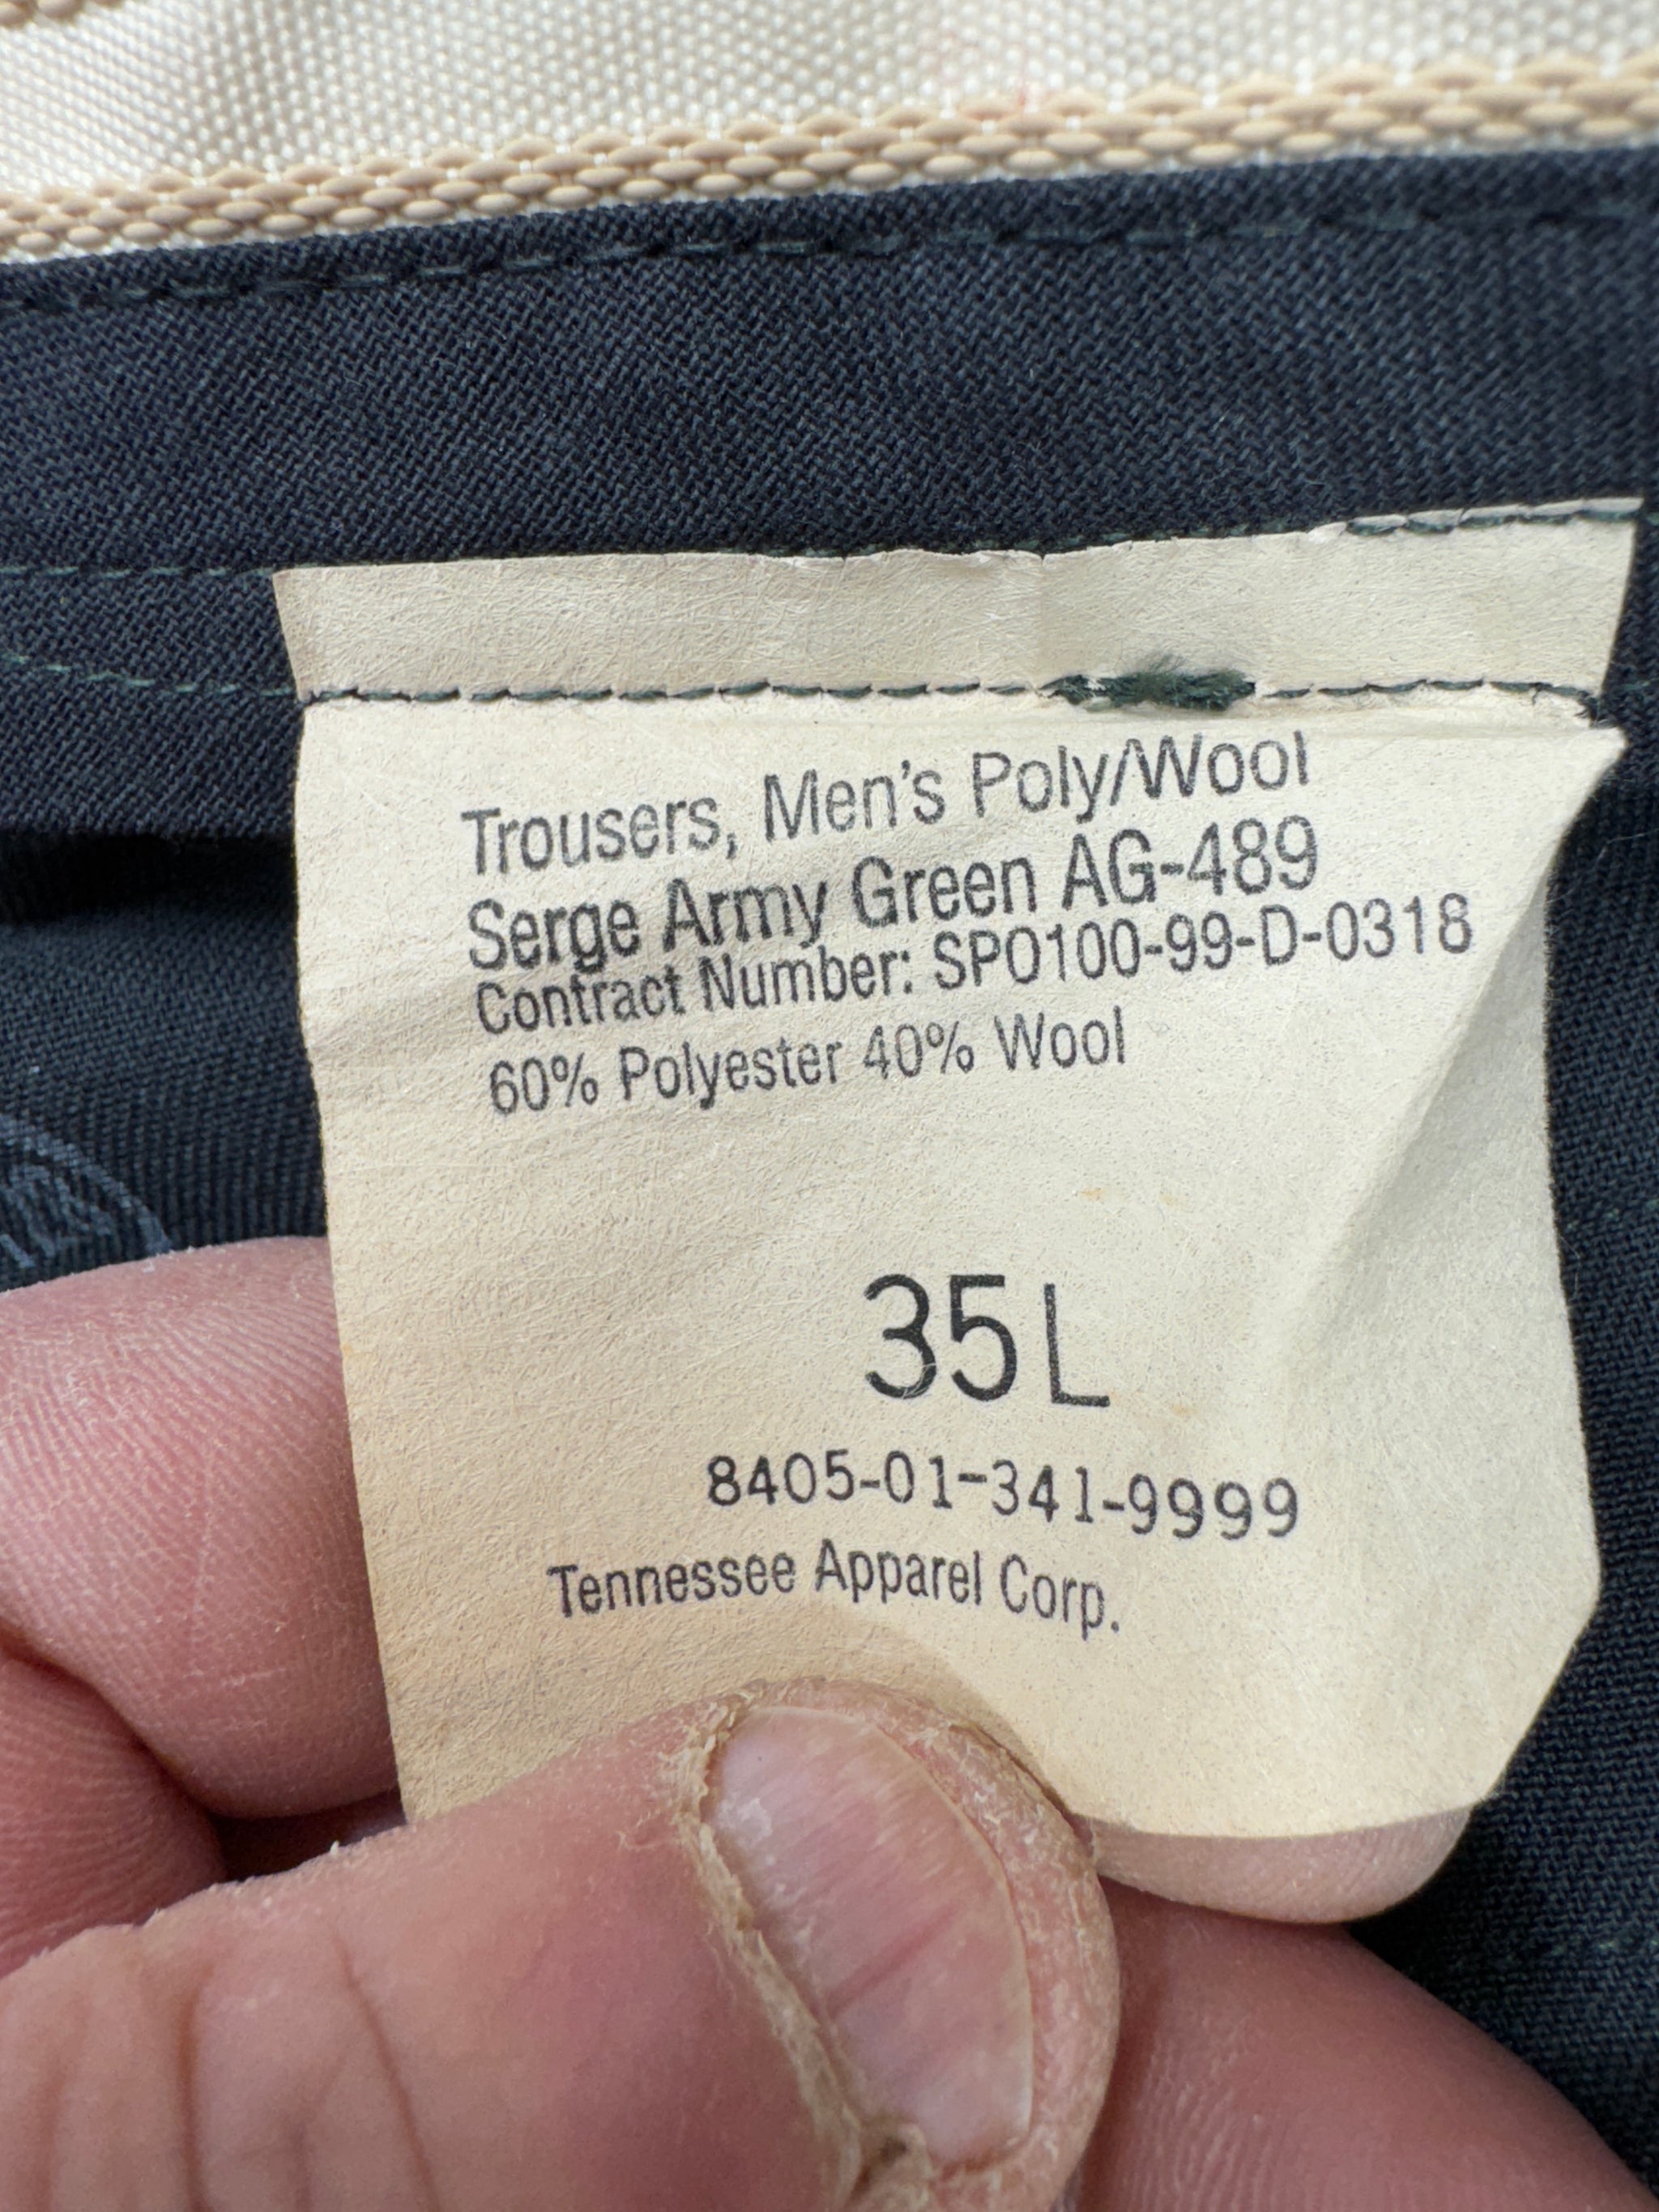 Trousers, Men's Poly/Wool
Serge Army Green AG-489
Contract Number: SPO100-99-D-0318
60% Polyester 40% Wool
35L
8405-01-341-9999
Tennessee Apparel Corp.